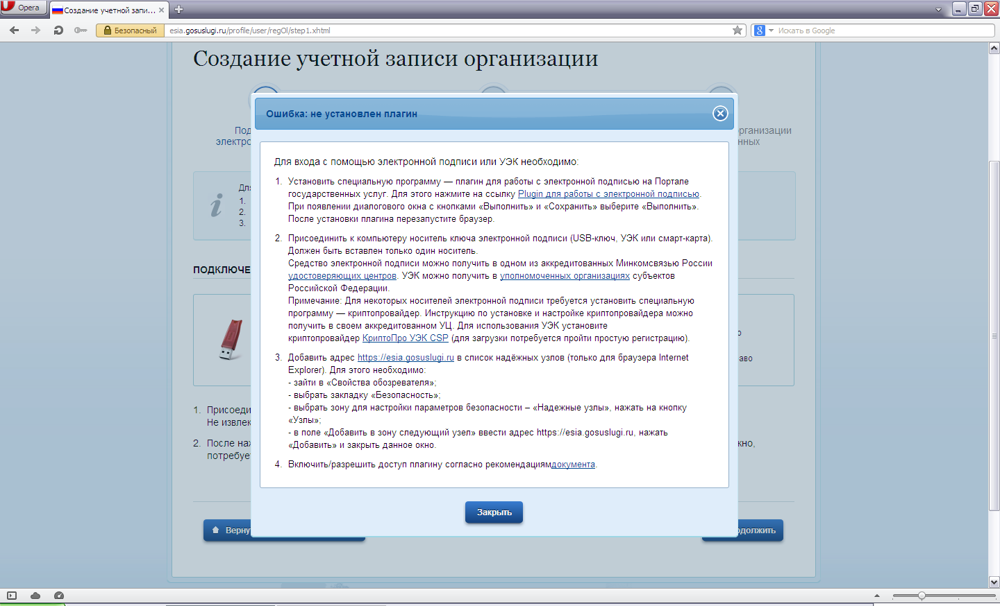 Opera
Создание учетной запи...
Безопасный
esia.gosuslugi.ru/profile/user/regOl/step1.xhtml
Искать в Google
Создание учетной записи организации
Ошибка: не установлен плагин
Для входа с помощью электронной подписи или УЭК необходимо:
1. Установить специальную программу — плагин для работы с электронной подписью на Портале
государственных услуг. Для этого нажмите на ссылку Plugin для работы с электронной подписью.
При появлении диалогового окна с кнопками «Выполнить» и «Сохранить» выберите «Выполнить».
После установки плагина перезапустите браузер.
2. Присоединить к компьютеру носитель ключа электронной подписи (USB-ключ, УЭК или смарт-карта).
Должен быть вставлен только один носитель.
Средство электронной подписи можно получить в одном из аккредитованных Минкомсвязью России
удостоверяющих центров. УЭК можно получить в уполномоченных организациях субъектов
Российской Федерации.
Примечание: Для некоторых носителей электронной подписи требуется установить специальную
программу — криптопровайдер. Инструкцию по установке и настройке криптопровайдера можно
получить в своем аккредитованном УЦ. Для использования УЭК установите
криптопровайдер КриптоПро УЭК CSP (для загрузки потребуется пройти простую регистрацию).
3. Добавить адрес https://esia.gosuslugi.ru в список надёжных узлов (только для браузера Internet
Explorer). Для этого необходимо:
- зайти в «Свойства обозревателя»;
- выбрать закладку «Безопасность»;
- выбрать зону для настройки параметров безопасности – «Надежные узлы», нажать на кнопку
«Узлы»;
- в поле «Добавить в зону следующий узел» ввести адрес https://esia.gosuslugi.ru, нажать
«Добавить» и закрыть данное окно.
4. Включить/разрешить доступ плагину согласно рекомендациямдокумента.
Закрыть
Под
электро
рганизации
нных
Для
1.
2.
3.
ПОДКЛЮЧЕ
о
аво
1. Присоеди
Не извлек
2. После наж
потребует
жно,
Верну
одолжить